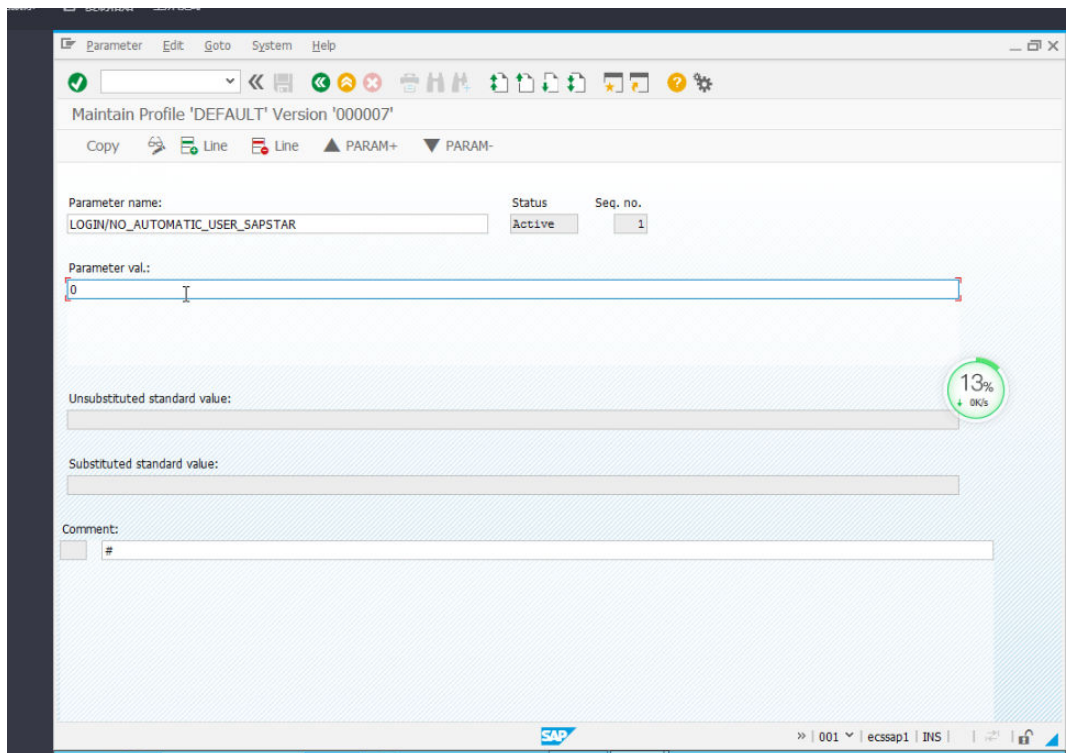 Parameter Edit Goto System Help
Maintain Profile 'DEFAULT' Version '000007'
Copy Line Line PARAM+ PARAM-
Parameter name: Status Seq. no.
LOGIN/NO_AUTOMATIC_USER_SAPSTAR Active 1
Parameter val.:
0
13%
0K/s
Unsubstituted standard value:
Substituted standard value:
Comment:
#
SAP » | 001 | ecssap1 | INS |